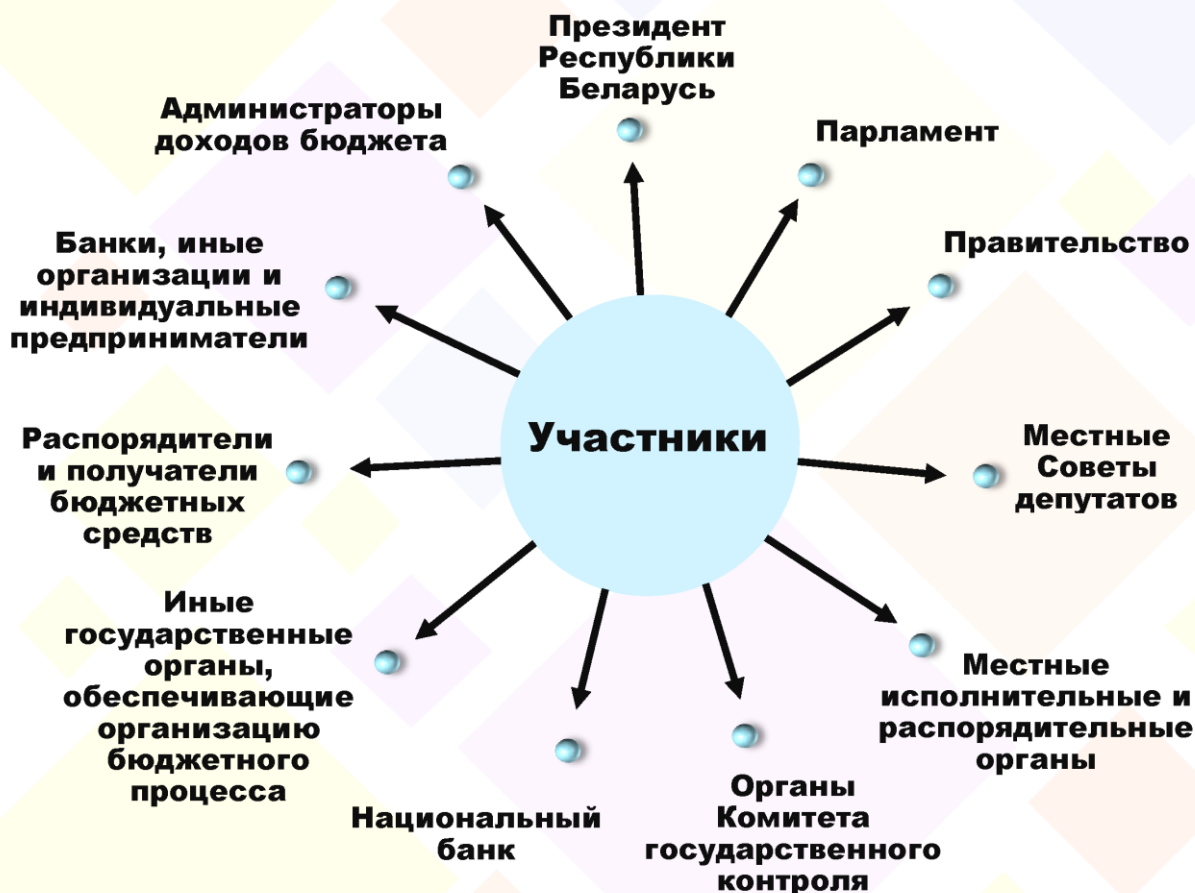 Президент
Республики
Беларусь
Администраторы
доходов бюджета
Парламент
Банки, иные
организации и
индивидуальные
предприниматели
Правительство
Участники
Распорядители
и получатели
бюджетных
средств
Местные
Советы
депутатов
Иные
государственные
органы,
обеспечивающие
организацию
бюджетного
процесса
Местные
исполнительные и
распорядительные
органы
Национальный
банк
Органы
Комитета
государственного
контроля